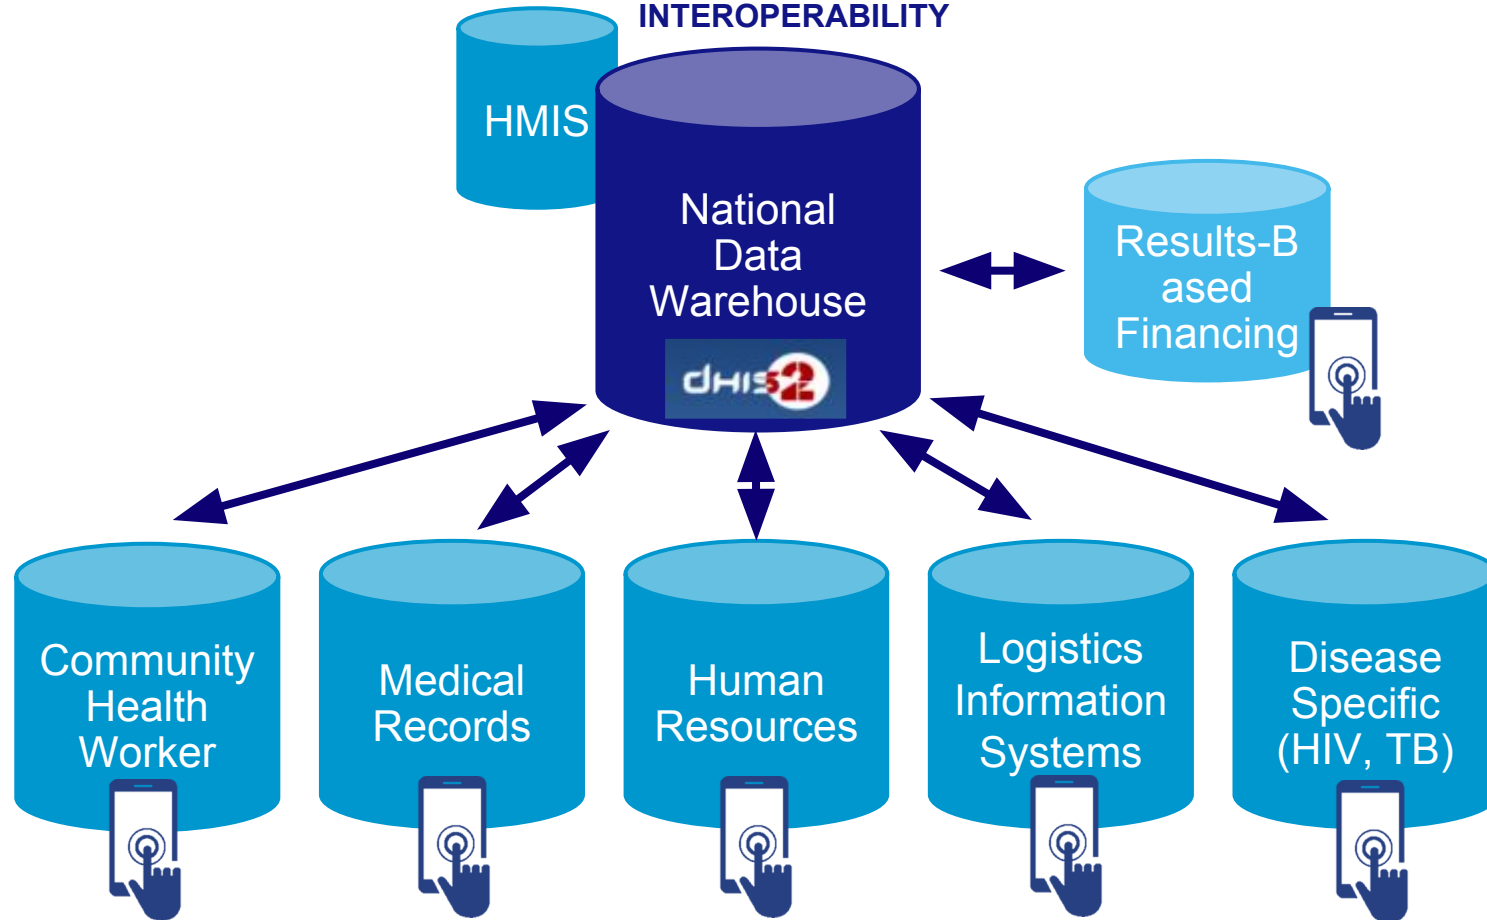 INTEROPERABILITY
HMIS
National
Data
Warehouse
dHIS2
Results-B
ased
Financing
Community
Health
Worker
Medical
Records
Human
Resources
Logistics
Information
Systems
Disease
Specific
(HIV, TB)